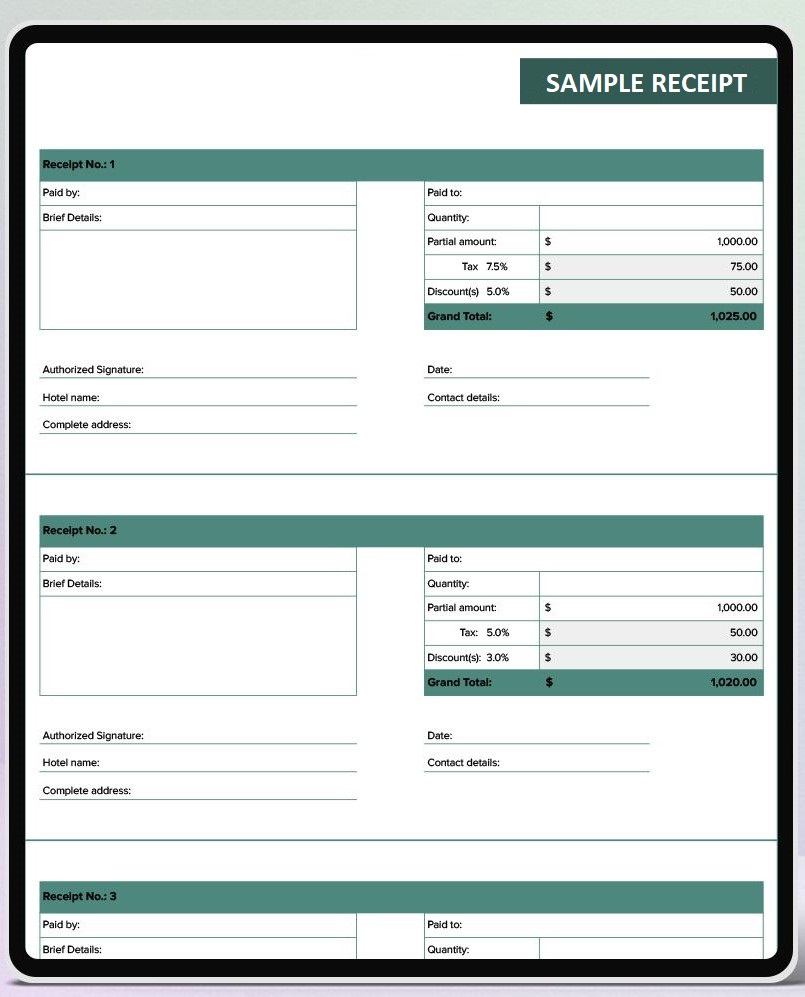 SAMPLE RECEIPT
Receipt No.: 1
Paid by:
Brief Details:
Paid to:
Quantity:
Partial amount: $ 1,000.00
Tax 7.5% $ 75.00
Discount(s) 5.0% $ 50.00
Grand Total: $ 1,025.00
Authorized Signature:
Hotel name:
Complete address:
Date:
Contact details:
Receipt No.: 2
Paid by:
Brief Details:
Paid to:
Quantity:
Partial amount: $ 1,000.00
Tax: 5.0% $ 50.00
Discount(s): 3.0% $ 30.00
Grand Total: $ 1,020.00
Authorized Signature:
Hotel name:
Complete address:
Date:
Contact details:
Receipt No.: 3
Paid by:
Brief Details:
Paid to:
Quantity: